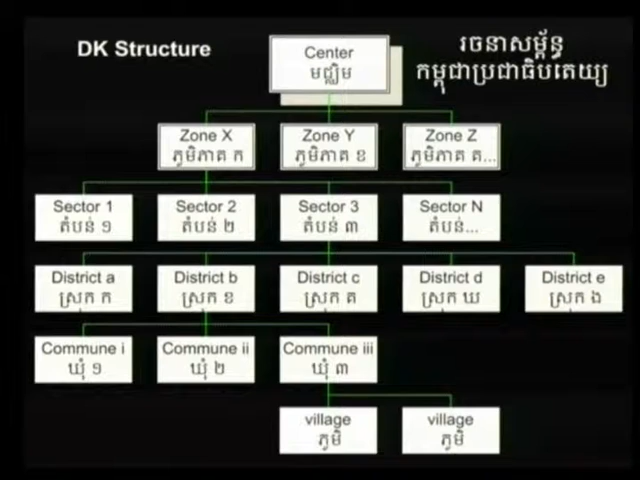 DK Structure
រចនាសម្ព័ន្ធ
កម្ពុជាប្រជាធិបតេយ្យ
Center
មជ្ឈិម
Zone X
ភូមិភាគ ក
Zone Y
ភូមិភាគ ខ
Zone Z
ភូមិភាគ គ...
Sector 1
តំបន់ ១
Sector 2
តំបន់ ២
Sector 3
តំបន់ ៣
Sector N
តំបន់...
District a
ស្រុក ក
District b
ស្រុក ខ
District c
ស្រុក គ
District d
ស្រុក ឃ
District e
ស្រុក ង
Commune i
ឃុំ ១
Commune ii
ឃុំ ២
Commune iii
ឃុំ ៣
village
ភូមិ
village
ភូមិ